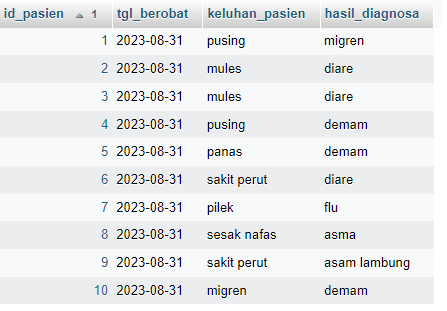 id_pasien 1 tgl_berobat keluhan_pasien hasil_diagnosa
1 2023-08-31 pusing migren
2 2023-08-31 mules diare
3 2023-08-31 mules diare
4 2023-08-31 pusing demam
5 2023-08-31 panas demam
6 2023-08-31 sakit perut diare
7 2023-08-31 pilek flu
8 2023-08-31 sesak nafas asma
9 2023-08-31 sakit perut asam lambung
10 2023-08-31 migren demam